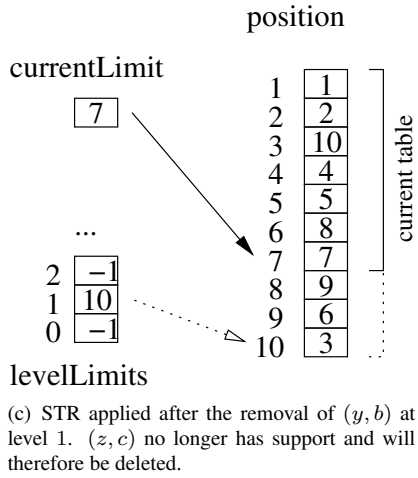 position
currentLimit
7
1 1
2 2
3 10
4 4
5 5
6 8
7 7
8 9
9 6
10 3
current table
...
2 −1
1 10
0 −1
levelLimits
(c) STR applied after the removal of (y, b) at
level 1. (z, c) no longer has support and will
therefore be deleted.